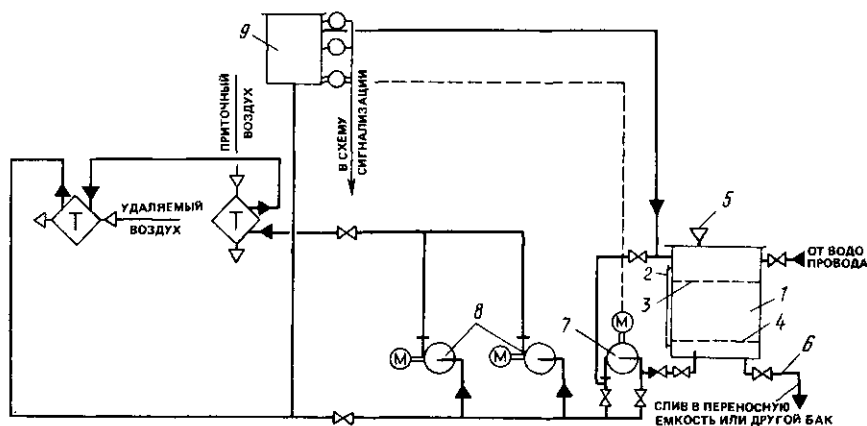 9
ПРИТОЧНЫЙ
ВОЗДУХ
В СХЕМУ
СИГНАЛИЗАЦИИ
Т
УДАЛЯЕМЫЙ
ВОЗДУХ
Т
5
ОТ ВОДО
ПРОВОДА
2
3
1
4
6
7
8
М
М
М
СЛИВ В ПЕРЕНОСНУЮ
ЕМКОСТЬ ИЛИ ДРУГОЙ БАК